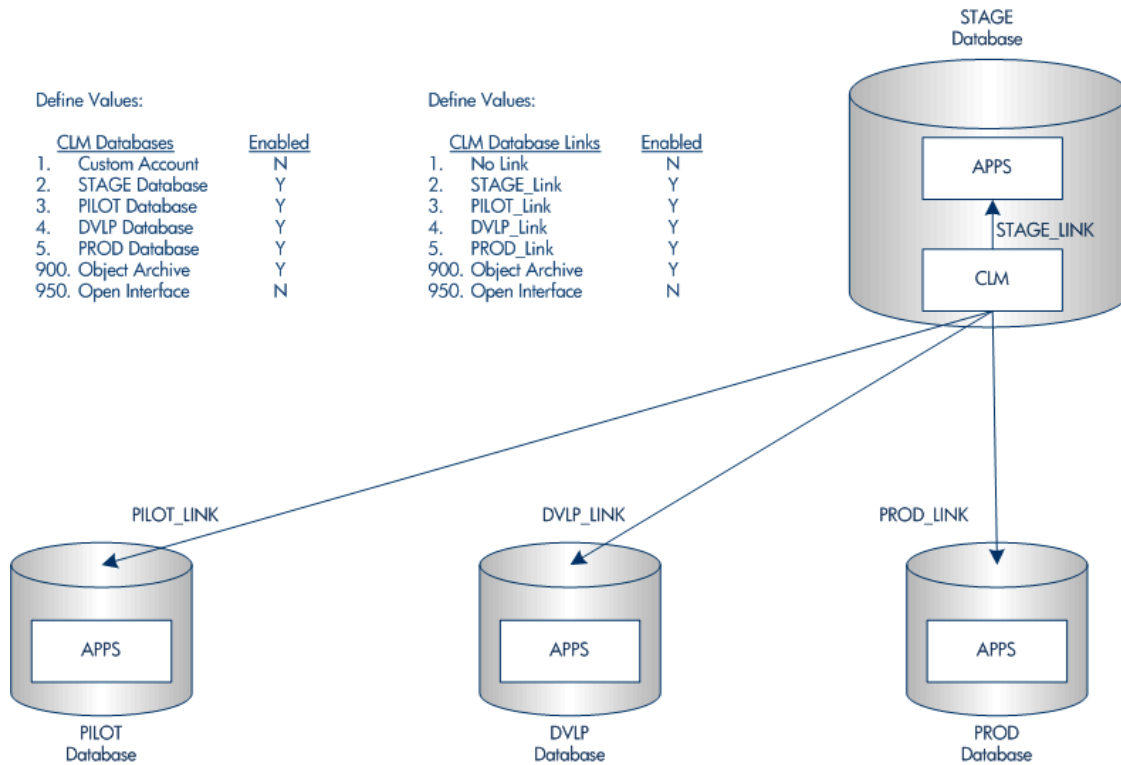 STAGE
Database
Define Values:
CLM Databases Enabled
1. Custom Account N
2. STAGE Database Y
3. PILOT Database Y
4. DVLP Database Y
5. PROD Database Y
900. Object Archive Y
950. Open Interface N
Define Values:
CLM Database Links Enabled
1. No Link N
2. STAGE_Link Y
3. PILOT_Link Y
4. DVLP_Link Y
5. PROD_Link Y
900. Object Archive Y
950. Open Interface N
APPS
STAGE_LINK
CLM
PILOT_LINK
DVLP_LINK
PROD_LINK
APPS
APPS
APPS
PILOT
Database
DVLP
Database
PROD
Database